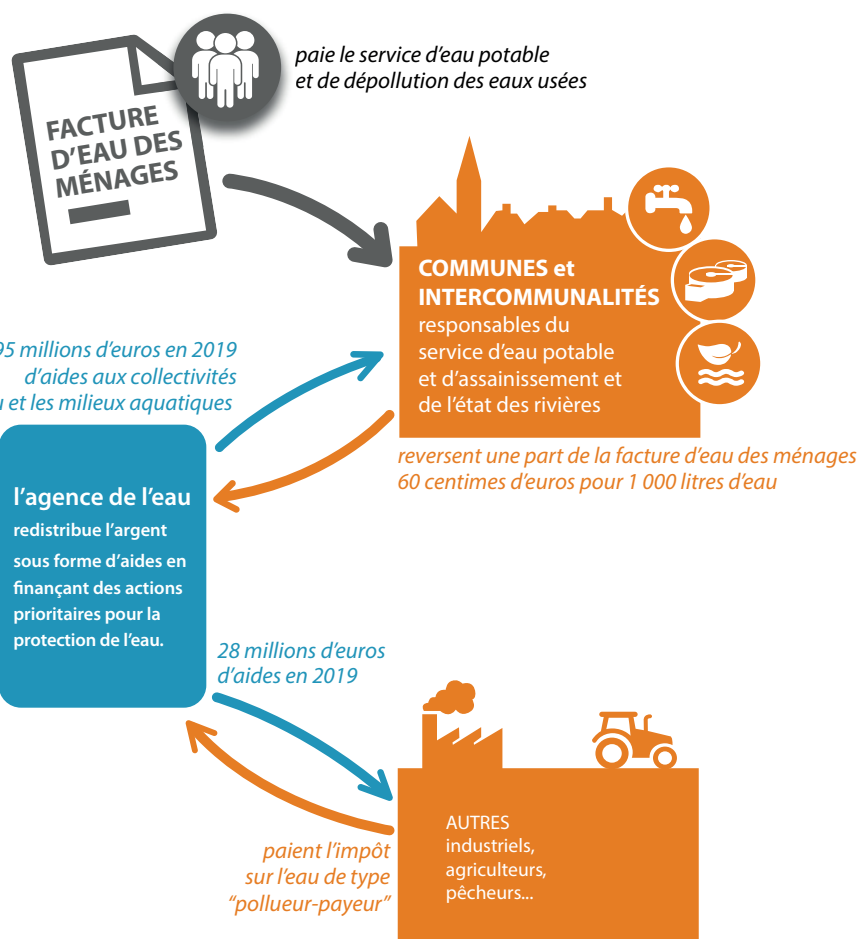 paie le service d'eau potable
et de dépollution des eaux usées
FACTURE
D'EAU DES
MÉNAGES
COMMUNES et
INTERCOMMUNALITÉS
responsables du
service d'eau potable
et d'assainissement et
de l'état des rivières
95 millions d'euros en 2019
d'aides aux collectivités
et les milieux aquatiques
reversent une part de la facture d'eau des ménages
60 centimes d'euros pour 1 000 litres d'eau
l'agence de l'eau
redistribue l'argent
sous forme d'aides en
finançant des actions
prioritaires pour la
protection de l'eau.
28 millions d'euros
d'aides en 2019
AUTRES
industriels,
agriculteurs,
pêcheurs...
paient l'impôt
sur l'eau de type
“pollueur-payeur”